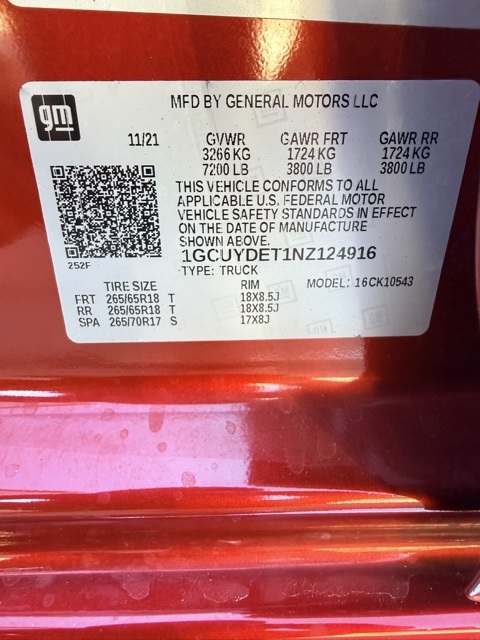 gm
MFD BY GENERAL MOTORS LLC
11/21 GVWR GAWR FRT GAWR RR
3266 KG 1724 KG 1724 KG
7200 LB 3800 LB 3800 LB
THIS VEHICLE CONFORMS TO ALL
APPLICABLE U.S. FEDERAL MOTOR
VEHICLE SAFETY STANDARDS IN EFFECT
ON THE DATE OF MANUFACTURE
SHOWN ABOVE.
252F
1GCUYDET1NZ124916
TYPE: TRUCK
TIRE SIZE RIM MODEL: 16CK10543
FRT 265/65R18 T 18X8.5J
RR 265/65R18 T 18X8.5J
SPA 265/70R17 S 17X8J